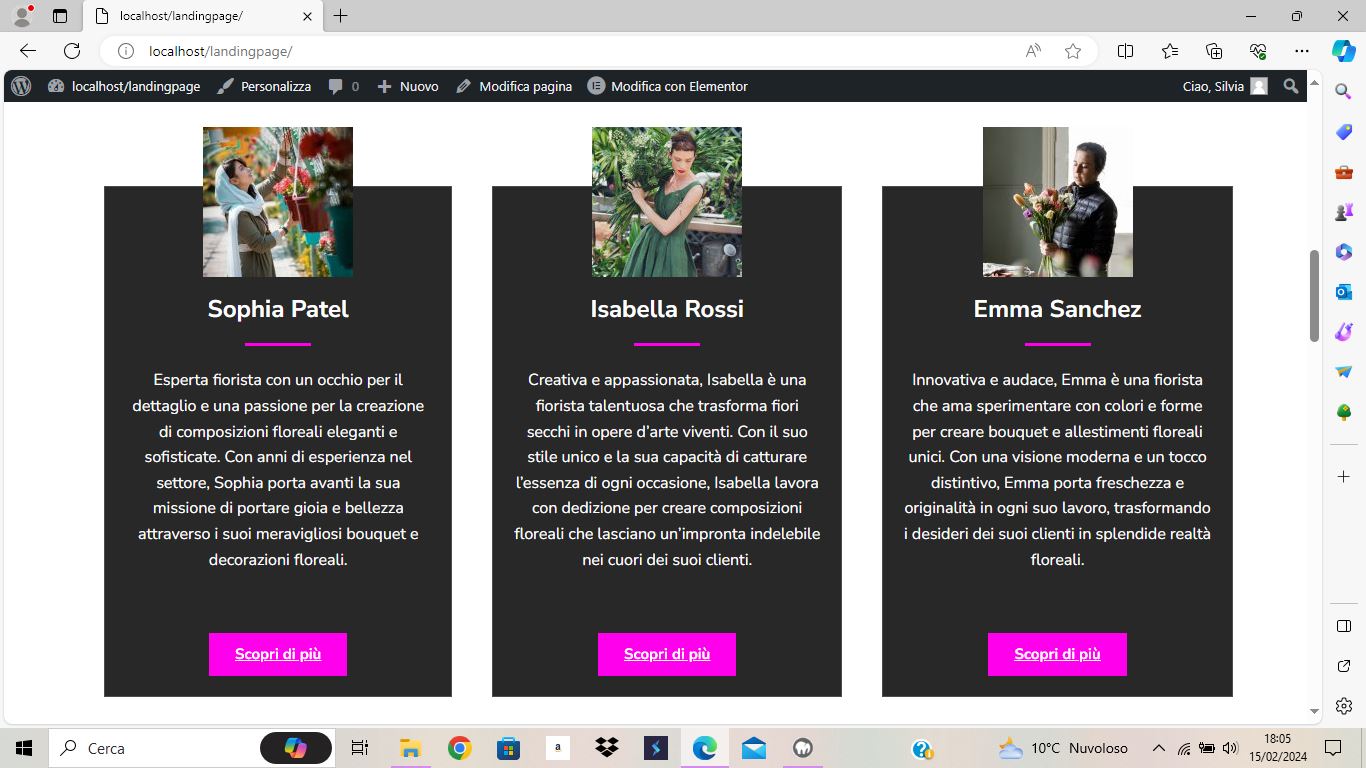 localhost/landingpage/
localhost/landingpage/
localhost/landingpage
Personalizza
0
Nuovo
Modifica pagina
Modifica con Elementor
Ciao, Silvia
Sophia Patel
Esperta fiorista con un occhio per il
dettaglio e una passione per la creazione
di composizioni floreali eleganti e
sofisticate. Con anni di esperienza nel
settore, Sophia porta avanti la sua
missione di portare gioia e bellezza
attraverso i suoi meravigliosi bouquet e
decorazioni floreali.
Scopri di più
Isabella Rossi
Creativa e appassionata, Isabella è una
fiorista talentuosa che trasforma fiori
secchi in opere d’arte viventi. Con il suo
stile unico e la sua capacità di catturare
l’essenza di ogni occasione, Isabella lavora
con dedizione per creare composizioni
floreali che lasciano un’impronta indelebile
nei cuori dei suoi clienti.
Scopri di più
Emma Sanchez
Innovativa e audace, Emma è una fiorista
che ama sperimentare con colori e forme
per creare bouquet e allestimenti floreali
unici. Con una visione moderna e un tocco
distintivo, Emma porta freschezza e
originalità in ogni suo lavoro, trasformando
i desideri dei suoi clienti in splendide realtà
floreali.
Scopri di più
Cerca
a
10°C Nuvoloso
18:05
15/02/2024